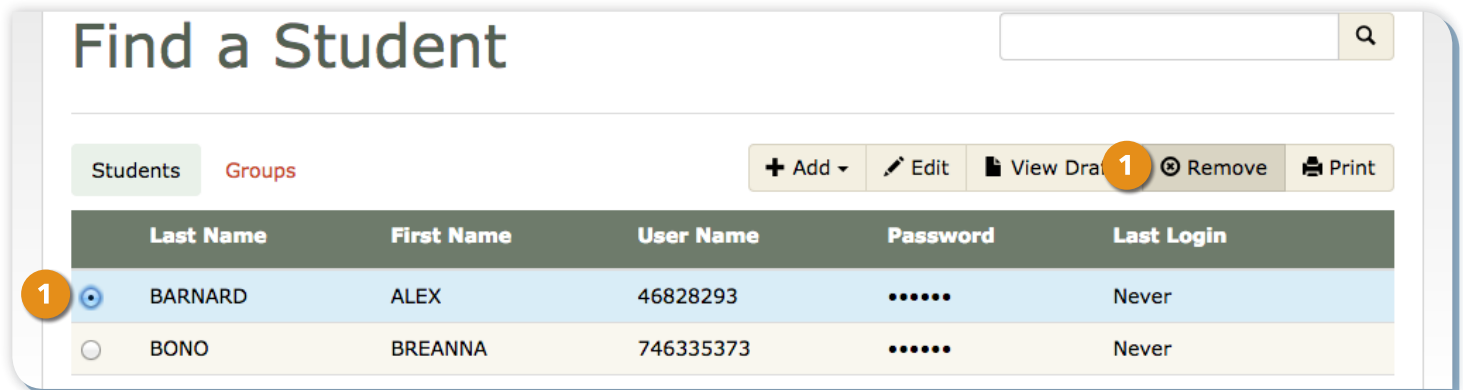 Find a Student
Students Groups + Add Edit View Draf 1 Remove Print
Last Name First Name User Name Password Last Login
1 BARNARD ALEX 46828293 •••••• Never
BONO BREANNA 746335373 •••••• Never